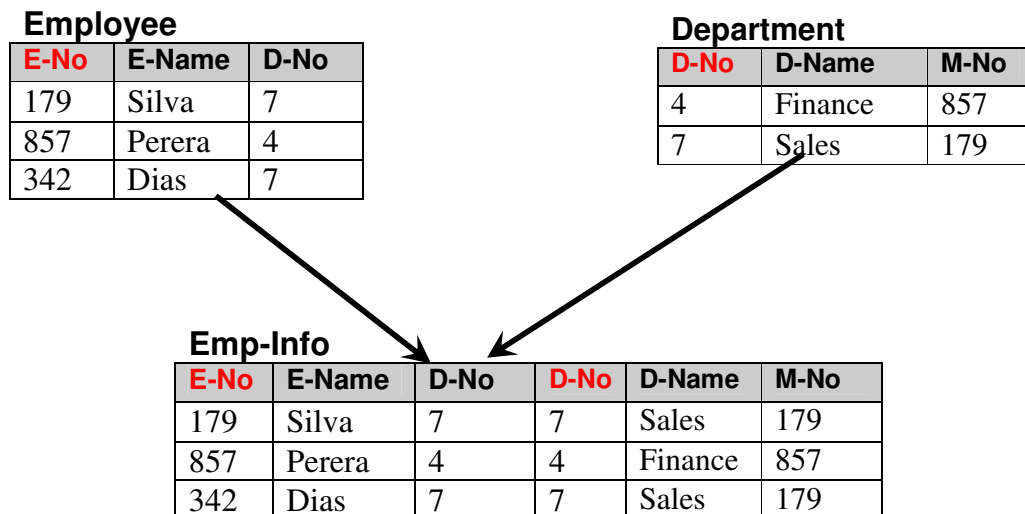 Employee
E-No E-Name D-No
179 Silva 7
857 Perera 4
342 Dias 7
Department
D-No D-Name M-No
4 Finance 857
7 Sales 179
Emp-Info
E-No E-Name D-No D-No D-Name M-No
179 Silva 7 7 Sales 179
857 Perera 4 4 Finance 857
342 Dias 7 7 Sales 179